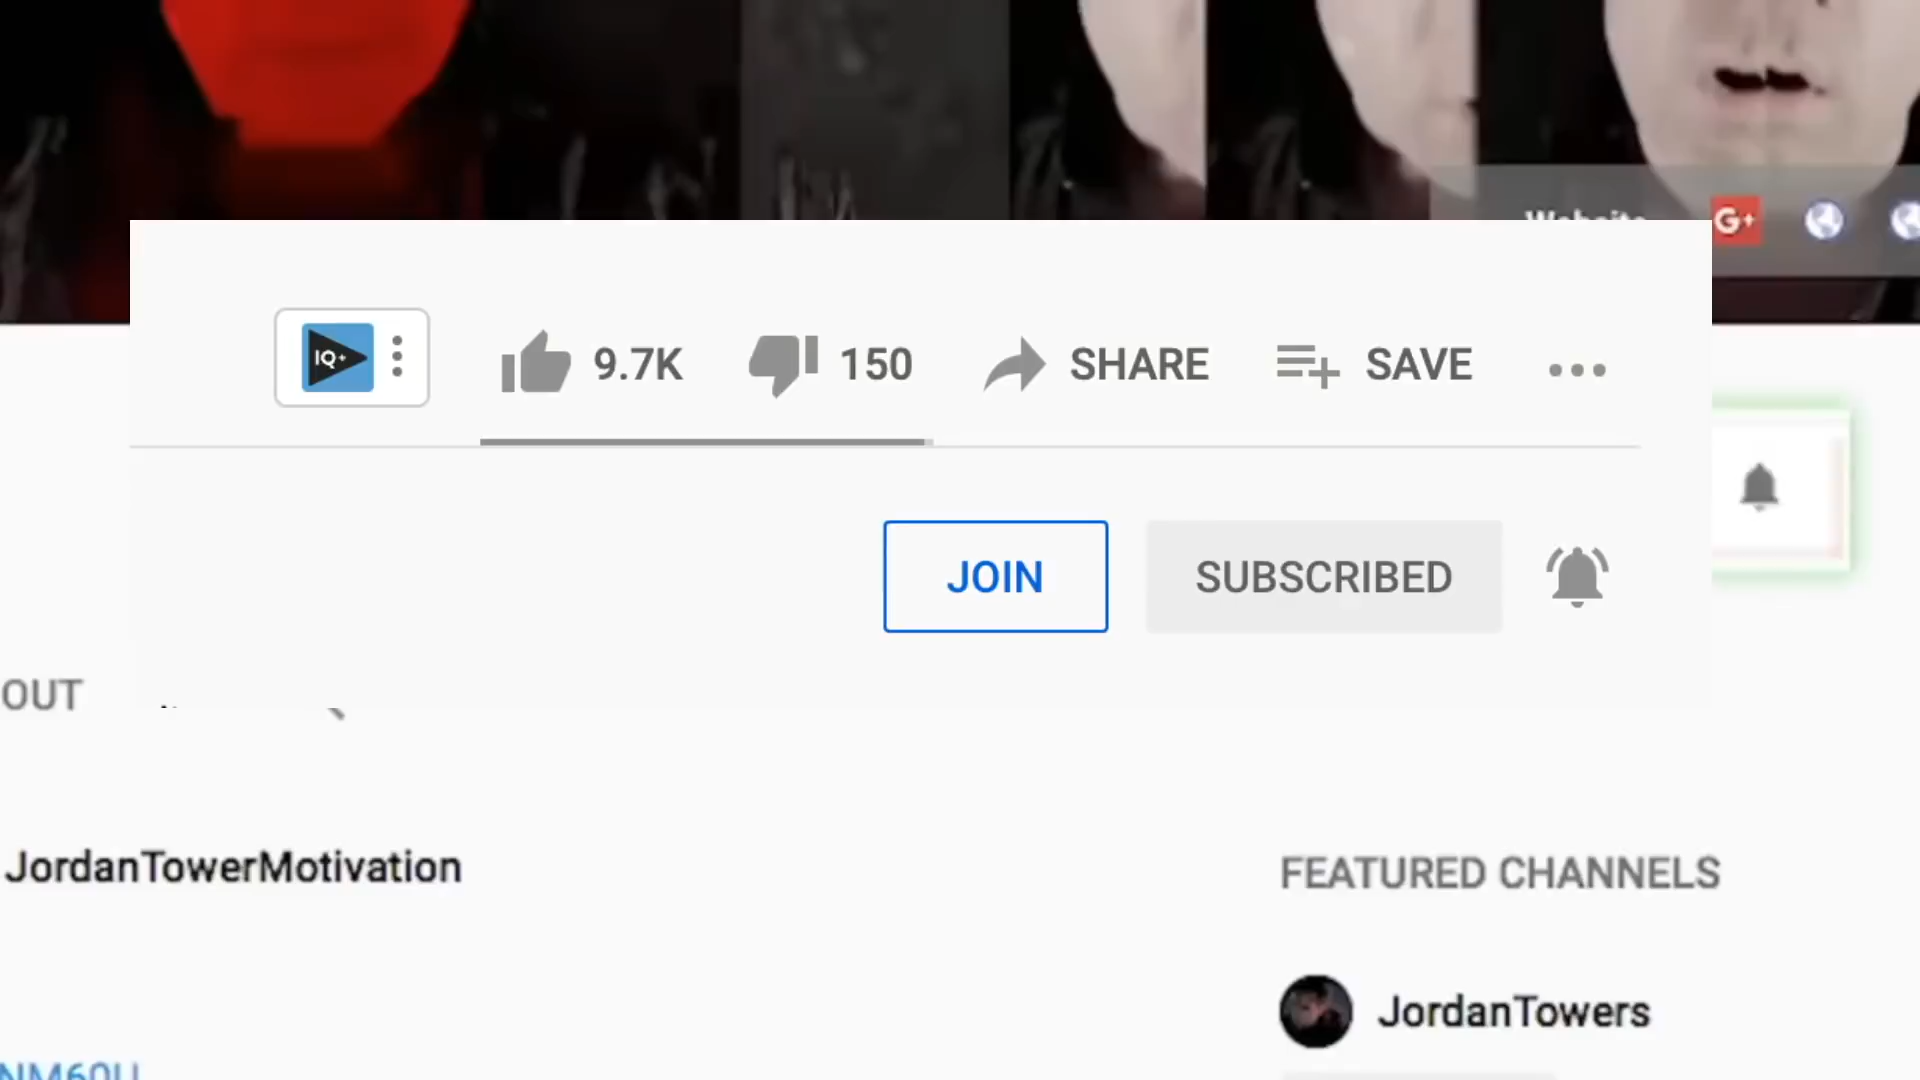 G+
IQ+
9.7K 150 SHARE SAVE
JOIN SUBSCRIBED
OUT
JordanTowerMotivation
FEATURED CHANNELS
JordanTowers